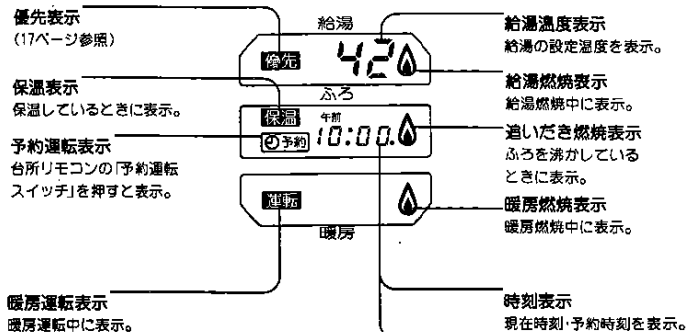 優先表示
(17ページ参照)
保温表示
保温しているときに表示。
予約運転表示
台所リモコンの「予約運転
スイッチ」を押すと表示。
暖房運転表示
暖房運転中に表示。
給湯
優先
42
ふろ
保温
午前
予約
10:00
運転
暖房
給湯温度表示
給湯の設定温度を表示。
給湯燃焼表示
給湯燃焼中に表示。
追いだき燃焼表示
ふろを沸かしている
ときに表示。
暖房燃焼表示
暖房燃焼中に表示。
時刻表示
現在時刻・予約時刻を表示。